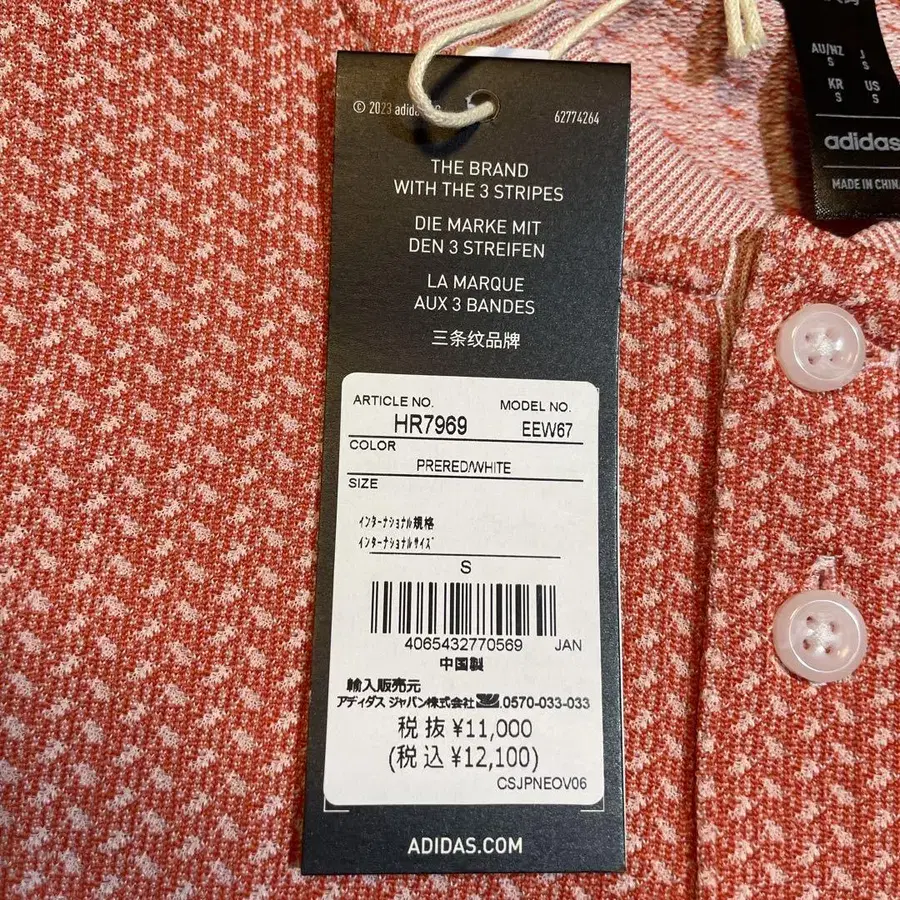 © 2023 adidas
62774264
THE BRAND
WITH THE 3 STRIPES
DIE MARKE MIT
DEN 3 STREIFEN
LA MARQUE
AUX 3 BANDES
三条纹品牌
ARTICLE NO. MODEL NO.
HR7969 EEW67
COLOR
PRERED/WHITE
SIZE
インターナショナル規格
インターナショナルサイズ
S
4065432770569 JAN
中国製
輸入販売元
アディダス ジャパン株式会社 0570-033-033
税抜 ¥11,000
(税込 ¥12,100)
CSJPNEOV06
ADIDAS.COM
AU/NZ J
S S
KR US
S S
adidas
MADE IN CHINA